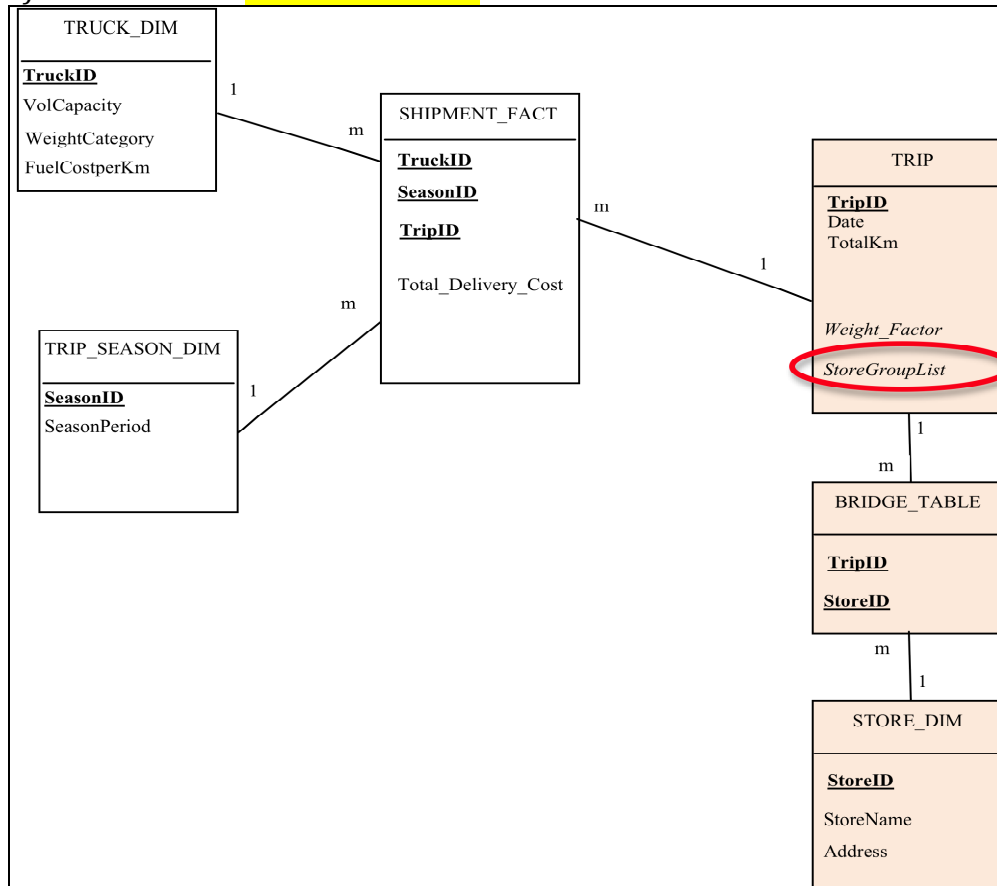 TRUCK_DIM
TruckID
VolCapacity
WeightCategory
FuelCostperKm
1
m
SHIPMENT_FACT
TruckID
SeasonID
TripID
Total_Delivery_Cost
m
1
TRIP
TripID
Date
TotalKm
Weight_Factor
StoreGroupList
m
1
TRIP_SEASON_DIM
SeasonID
SeasonPeriod
1
m
BRIDGE_TABLE
TripID
StoreID
m
1
STORE_DIM
StoreID
StoreName
Address